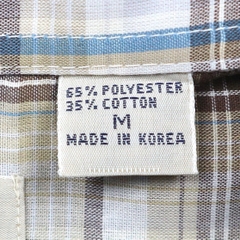 65% POLYESTER
35% COTTON
M
MADE IN KOREA